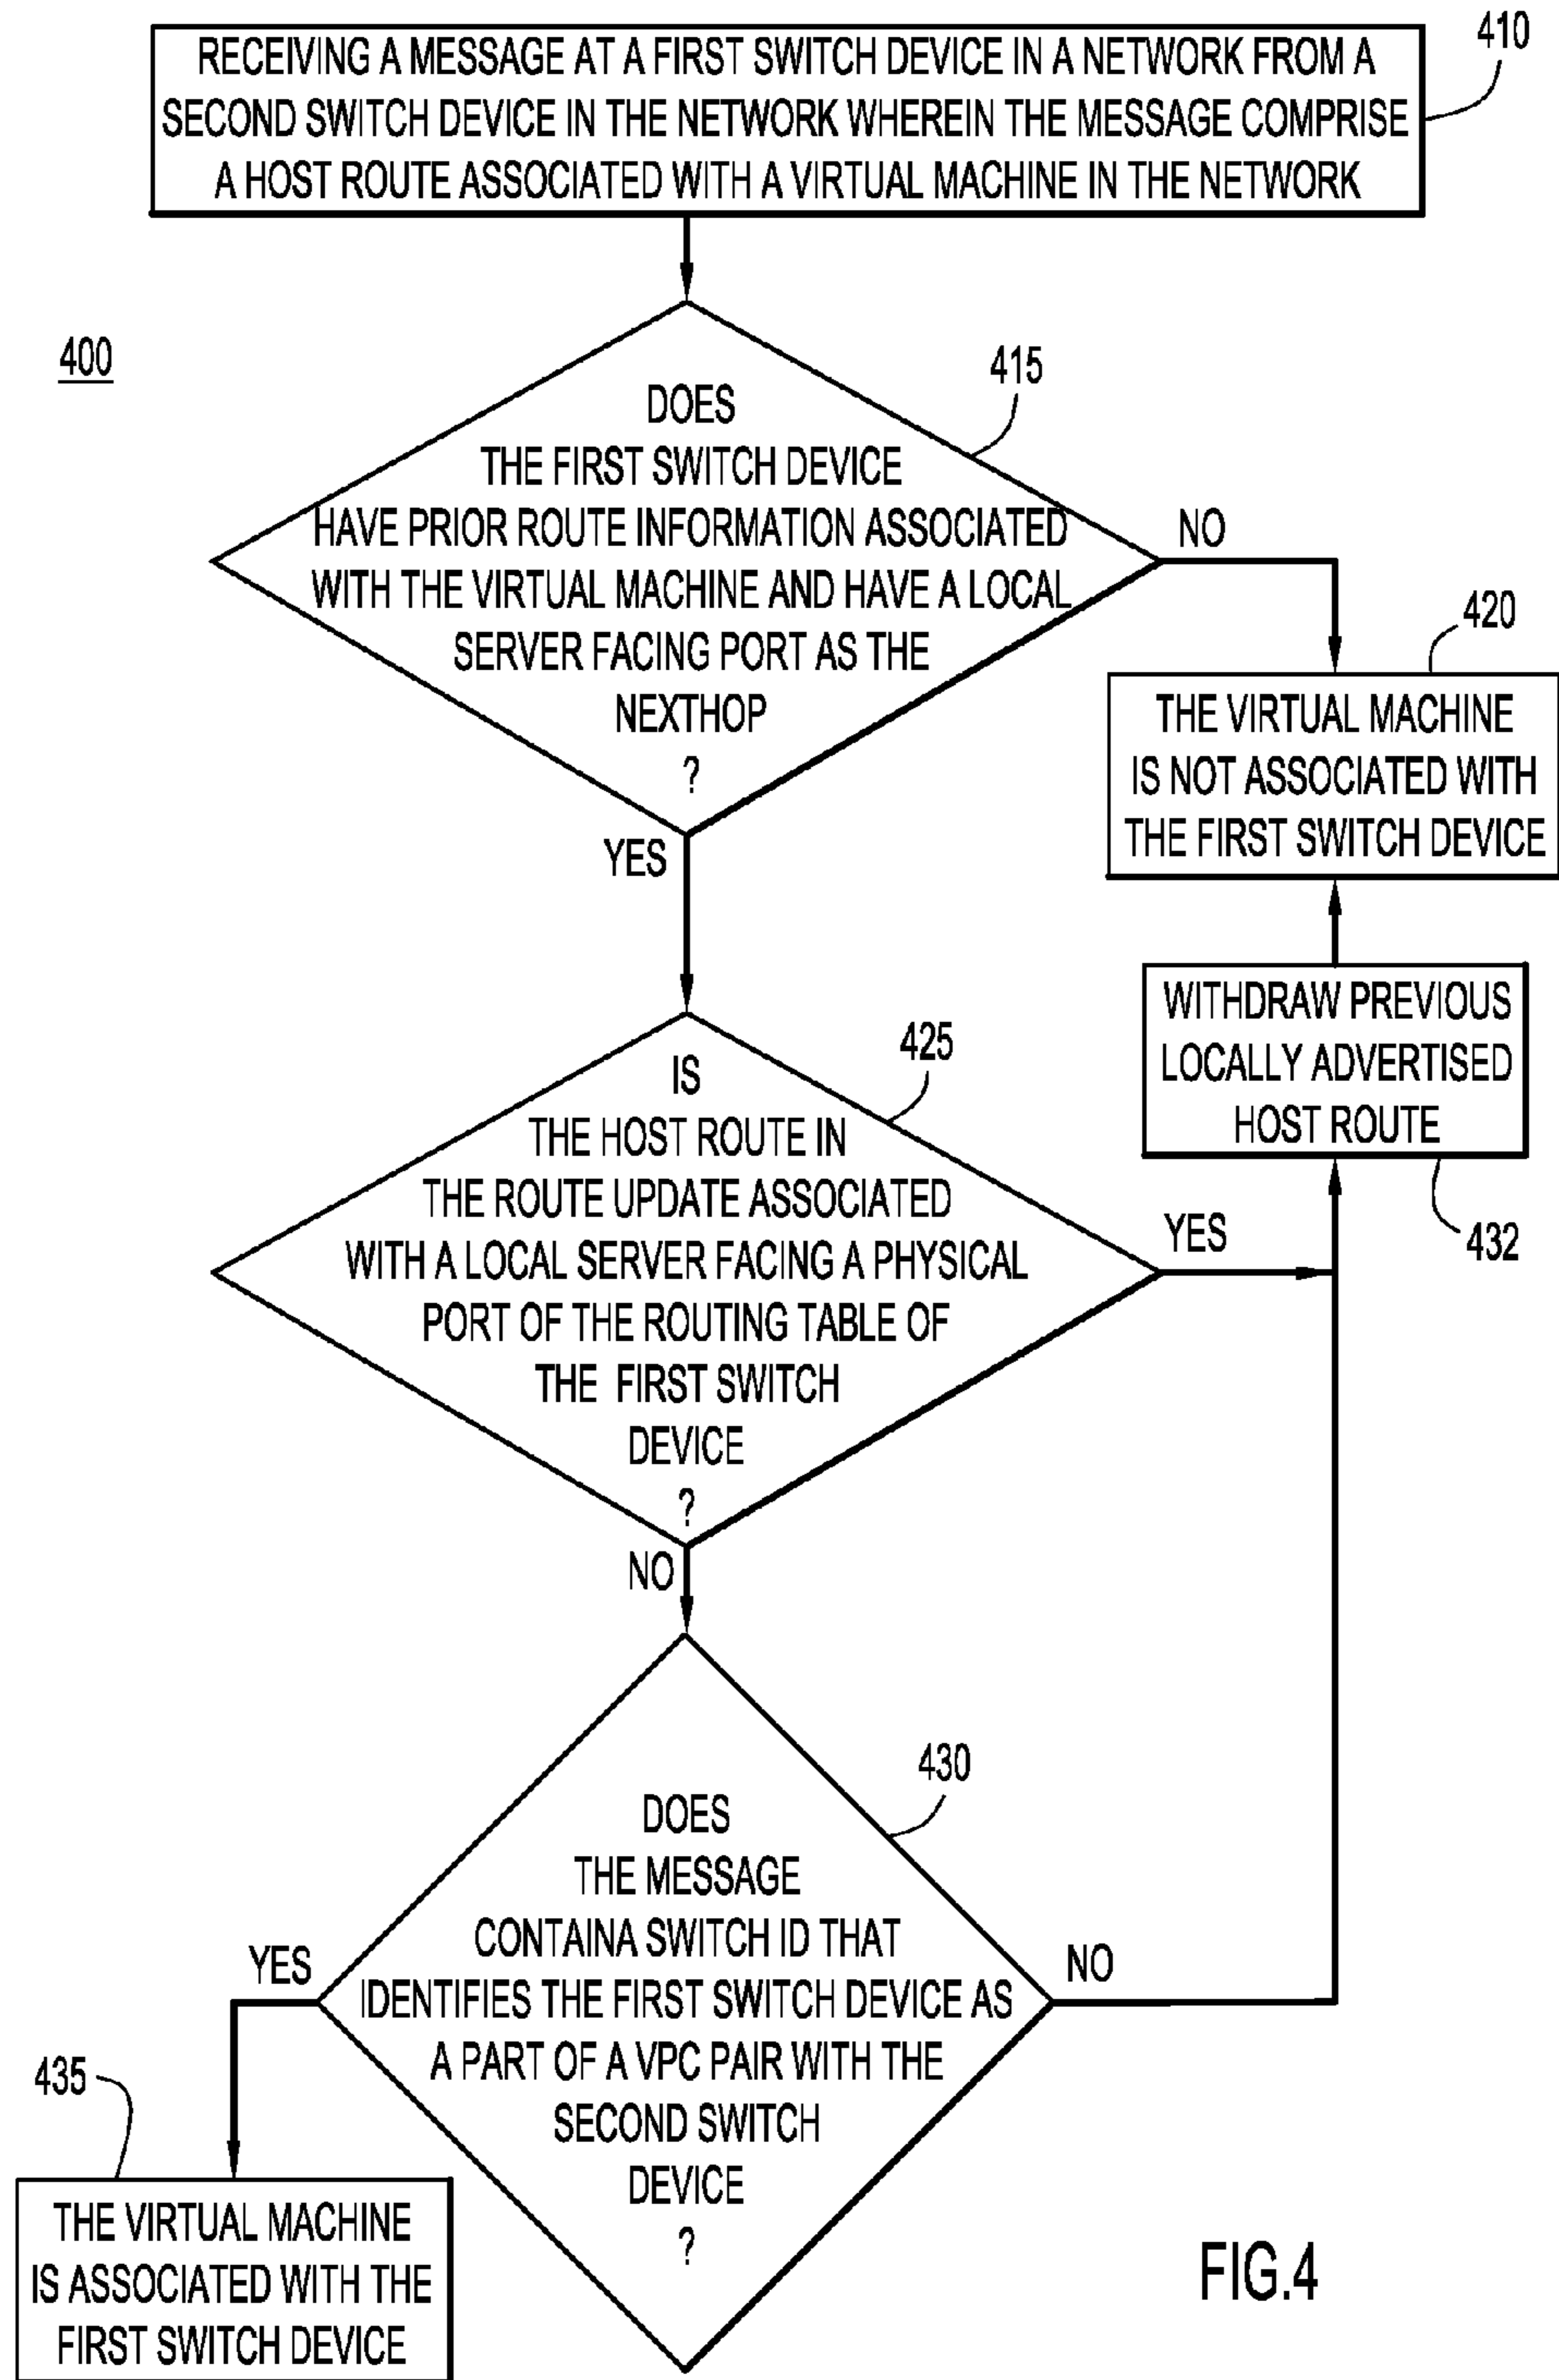 410
RECEIVING A MESSAGE AT A FIRST SWITCH DEVICE IN A NETWORK FROM A
SECOND SWITCH DEVICE IN THE NETWORK WHEREIN THE MESSAGE COMPRISE
A HOST ROUTE ASSOCIATED WITH A VIRTUAL MACHINE IN THE NETWORK
400
415
DOES
THE FIRST SWITCH DEVICE
HAVE PRIOR ROUTE INFORMATION ASSOCIATED
WITH THE VIRTUAL MACHINE AND HAVE A LOCAL
SERVER FACING PORT AS THE
NEXTHOP
?
NO
YES
420
THE VIRTUAL MACHINE
IS NOT ASSOCIATED WITH
THE FIRST SWITCH DEVICE
WITHDRAW PREVIOUS
LOCALLY ADVERTISED
HOST ROUTE
432
425
IS
THE HOST ROUTE IN
THE ROUTE UPDATE ASSOCIATED
WITH A LOCAL SERVER FACING A PHYSICAL
PORT OF THE ROUTING TABLE OF
THE FIRST SWITCH
DEVICE
?
YES
NO
430
DOES
THE MESSAGE
CONTAINA SWITCH ID THAT
IDENTIFIES THE FIRST SWITCH DEVICE AS
A PART OF A VPC PAIR WITH THE
SECOND SWITCH
DEVICE
?
YES
NO
435
THE VIRTUAL MACHINE
IS ASSOCIATED WITH THE
FIRST SWITCH DEVICE
FIG.4